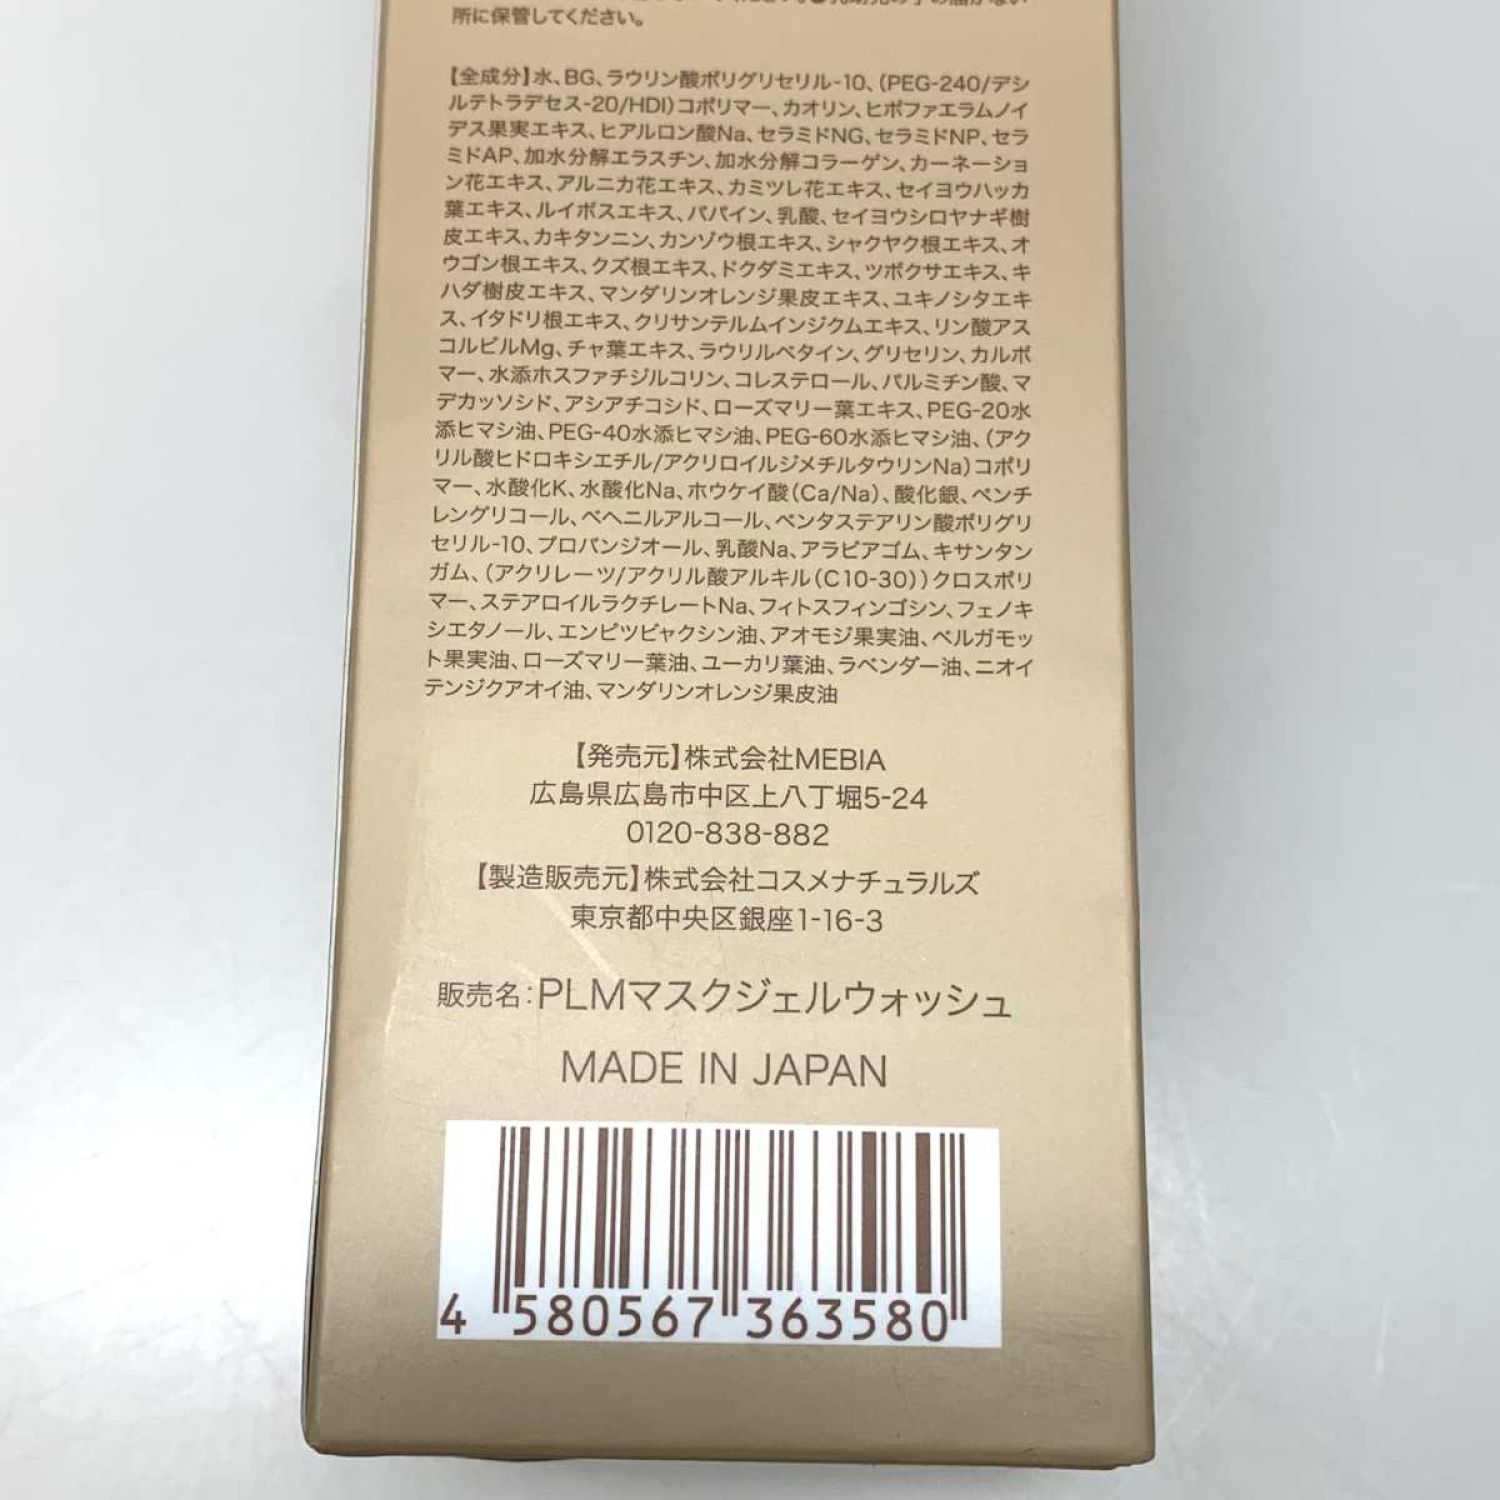 所に保管してください。
【全成分】水、BG、ラウリン酸ポリグリセリル-10、(PEG-240/デシ
ルテトラデセス-20/HDI)コポリマー、カオリン、ヒポファエラムノイ
デス果実エキス、ヒアルロン酸Na、セラミドNG、セラミドNP、セラ
ミドAP、加水分解エラスチン、加水分解コラーゲン、カーネーショ
ン花エキス、アルニカ花エキス、カミツレ花エキス、セイヨウハッカ
葉エキス、ルイボスエキス、パパイン、乳酸、セイヨウシロヤナギ樹
皮エキス、カキタンニン、カンゾウ根エキス、シャクヤク根エキス、オ
ウゴン根エキス、クズ根エキス、ドクダミエキス、ツボクサエキス、キ
ハダ樹皮エキス、マンダリンオレンジ果皮エキス、ユキノシタエキ
ス、イタドリ根エキス、クリサンテルムインジクムエキス、リン酸アス
コルビルMg、チャ葉エキス、ラウリルベタイン、グリセリン、カルボ
マー、水添ホスファチジルコリン、コレステロール、パルミチン酸、マ
デカッソシド、アシアチコシド、ローズマリー葉エキス、PEG-20水
添ヒマシ油、PEG-40水添ヒマシ油、PEG-60水添ヒマシ油、(アク
リル酸ヒドロキシエチル/アクリロイルジメチルタウリンNa)コポリ
マー、水酸化K、水酸化Na、ホウケイ酸(Ca/Na)、酸化銀、ペンチ
レングリコール、ベヘニルアルコール、ペンタステアリン酸ポリグリ
セリル-10、プロパンジオール、乳酸Na、アラビアゴム、キサンタン
ガム、(アクリレーツ/アクリル酸アルキル(C10-30))クロスポリ
マー、ステアロイルラクチレートNa、フィトスフィンゴシン、フェノキ
シエタノール、エンピツビャクシン油、アオモジ果実油、ベルガモッ
ト果実油、ローズマリー葉油、ユーカリ葉油、ラベンダー油、ニオイ
テンジクアオイ油、マンダリンオレンジ果皮油
【発売元】株式会社MEBIA
広島県広島市中区上八丁堀5-24
0120-838-882
【製造販売元】株式会社コスメナチュラルズ
東京都中央区銀座1-16-3
販売名:PLMマスクジェルウォッシュ
MADE IN JAPAN
4 580567 363580